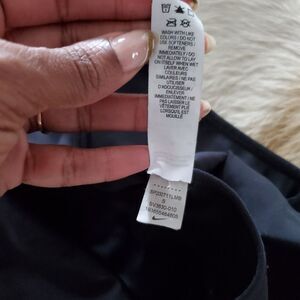 WASH WITH LIKE
COLORS / DO NOT
USE SOFTENERS /
REMOVE
IMMEDIATELY / DO
NOT ALLOW TO LAY
ON ITSELF WHEN WET
LAVER AVEC
COULEURS
SIMILAIRES / NE PAS
UTILISER
D'ADOUCISSEUR /
ENLEVER
IMMÉDIATEMENT / NE
PAS LAISSER LE
VÊTEMENT PLIÉ
LORSQU'IL EST
MOUILLÉ
S